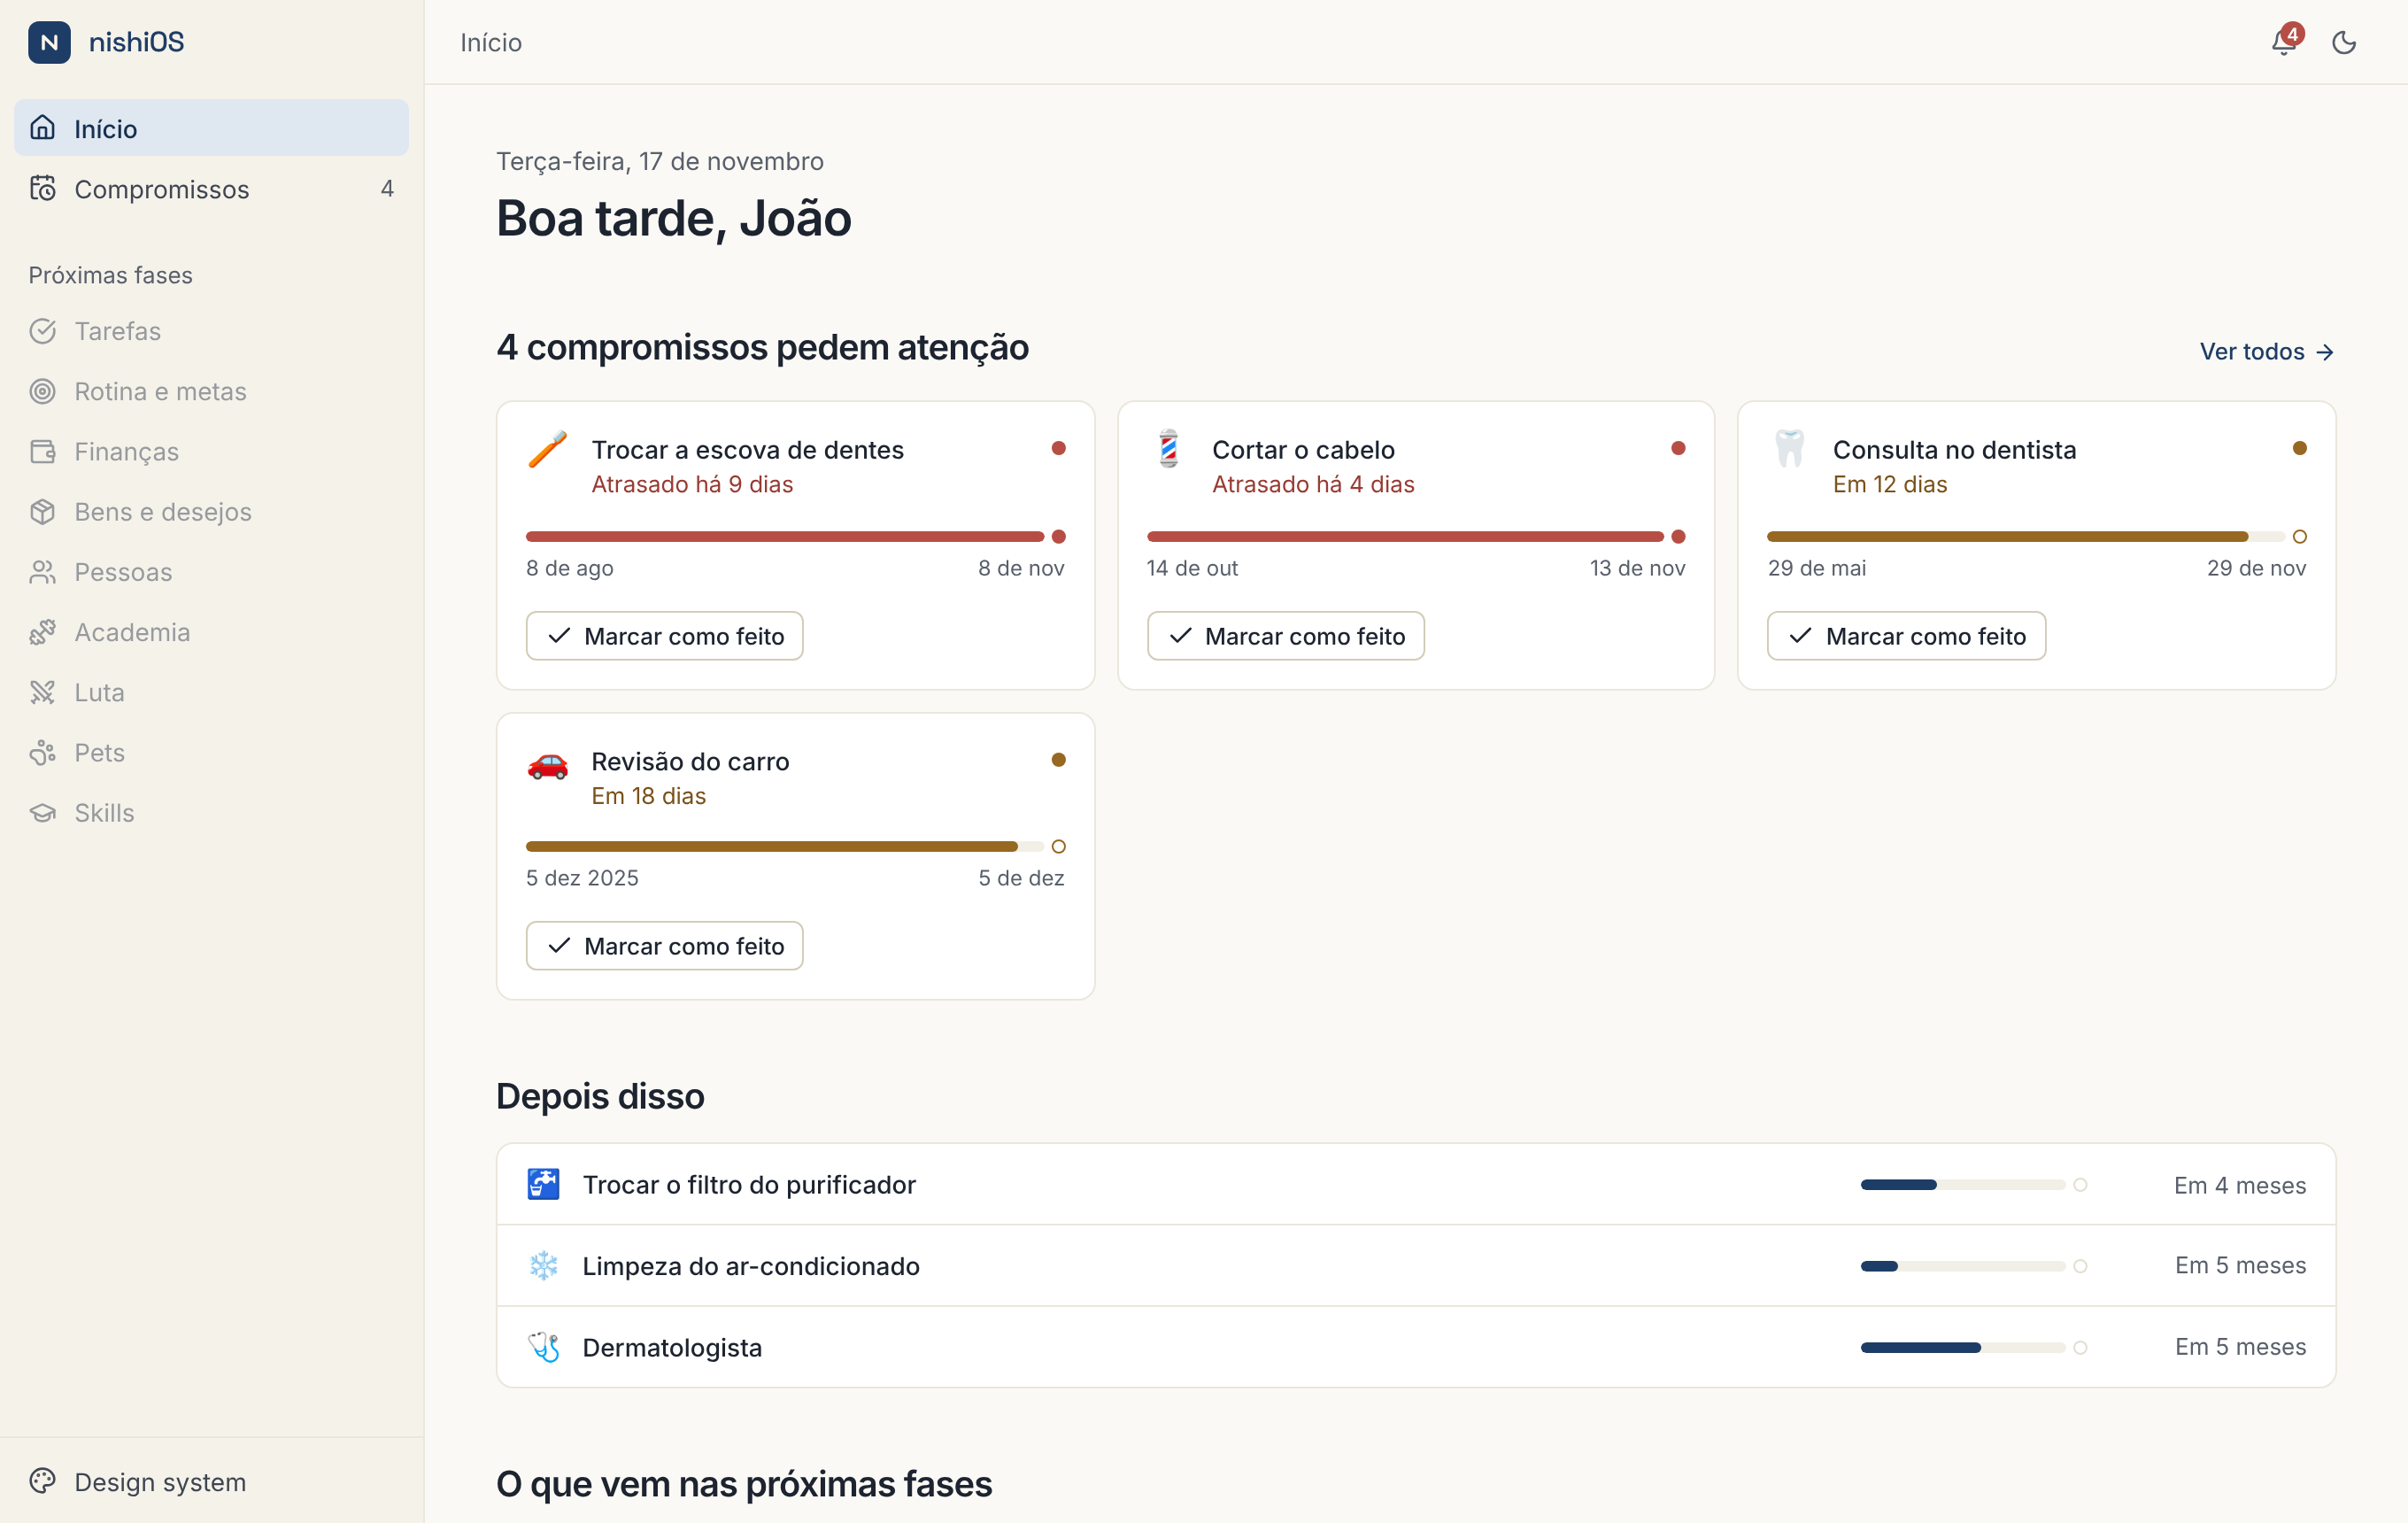 N nishiOS
Início
Compromissos 4
Próximas fases
Tarefas
Rotina e metas
Finanças
Bens e desejos
Pessoas
Academia
Luta
Pets
Skills
Design system
Início
4
Terça-feira, 17 de novembro
Boa tarde, João
4 compromissos pedem atenção
Ver todos →
Trocar a escova de dentes
Atrasado há 9 dias
8 de ago 8 de nov
Marcar como feito
Cortar o cabelo
Atrasado há 4 dias
14 de out 13 de nov
Marcar como feito
Consulta no dentista
Em 12 dias
29 de mai 29 de nov
Marcar como feito
Revisão do carro
Em 18 dias
5 dez 2025 5 de dez
Marcar como feito
Depois disso
Trocar o filtro do purificador Em 4 meses
Limpeza do ar-condicionado Em 5 meses
Dermatologista Em 5 meses
O que vem nas próximas fases